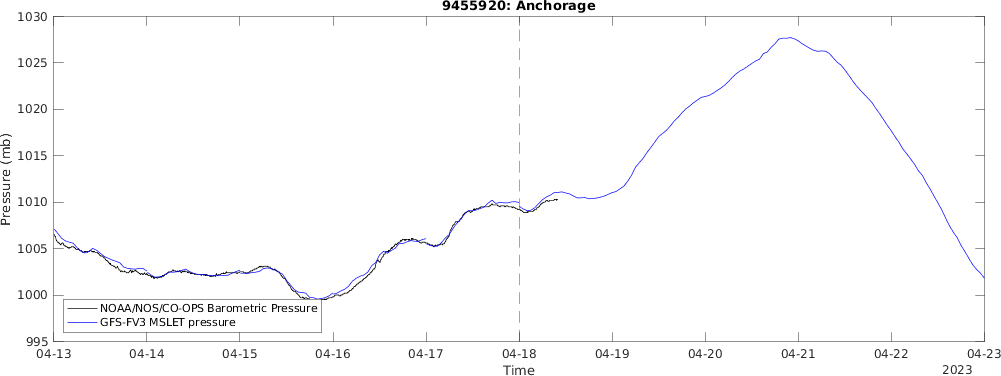 9455920: Anchorage
1030
1025
1020
1015
1010
1005
1000
995
Pressure (mb)
NOAA/NOS/CO-OPS Barometric Pressure
GFS-FV3 MSLET pressure
04-13 04-14 04-15 04-16 04-17 04-18 04-19 04-20 04-21 04-22 04-23
Time
2023